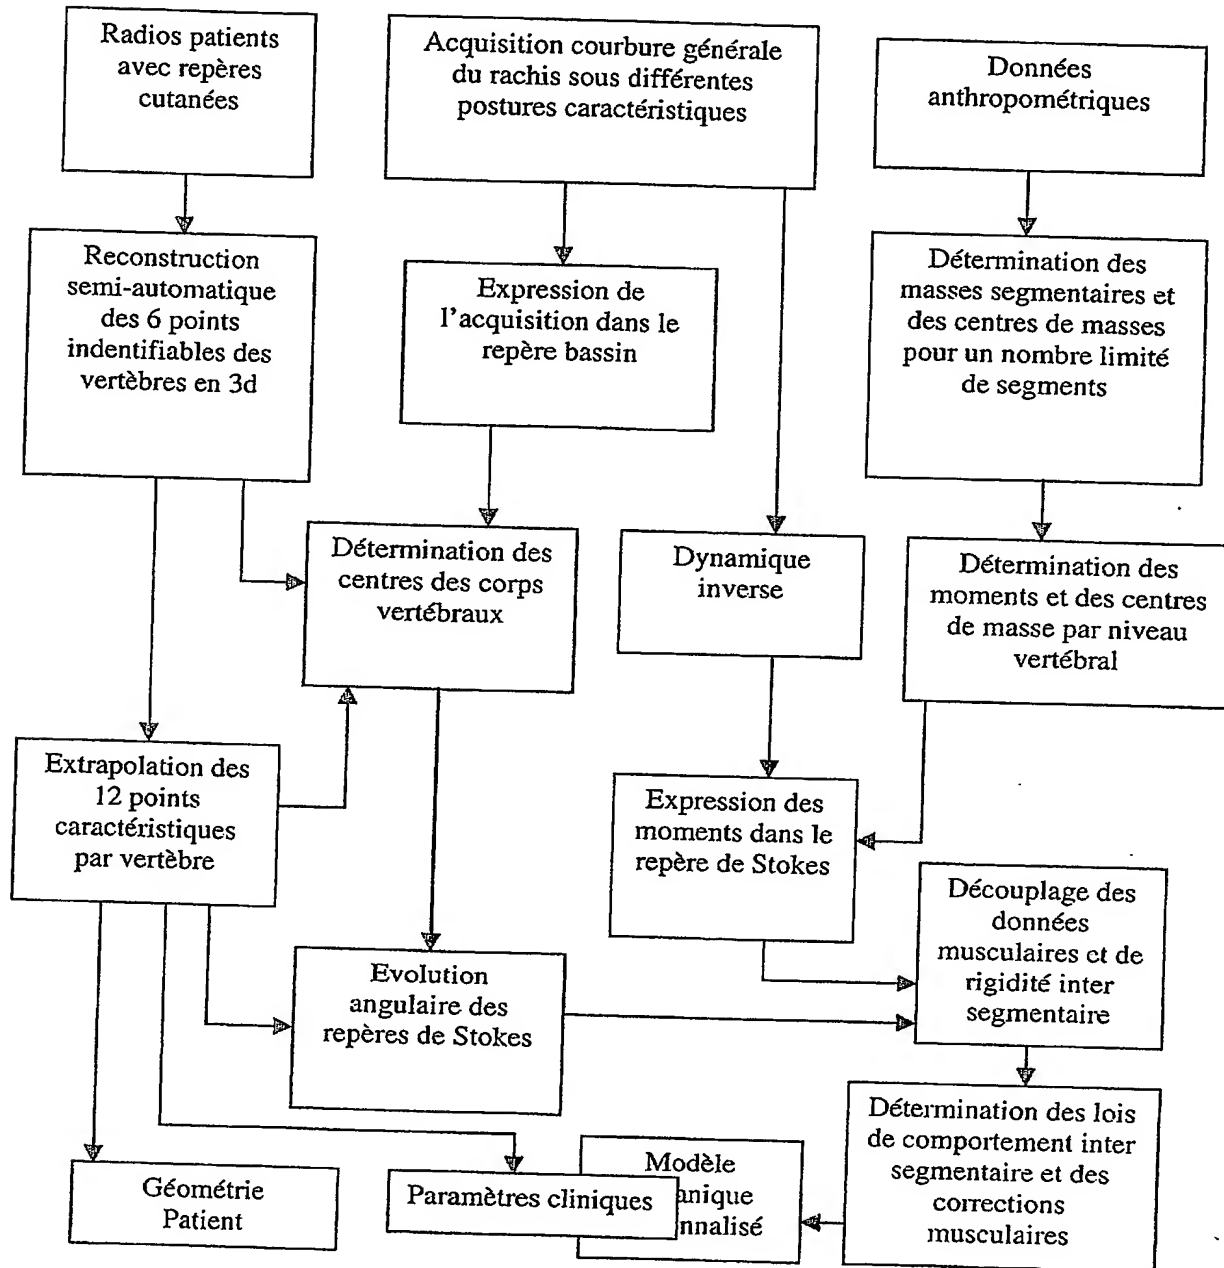 Radios patients
avec repères
cutanées
Acquisition courbure générale
du rachis sous différentes
postures caractéristiques
Données
anthropométriques
Reconstruction
semi-automatique
des 6 points
indentifiables des
vertèbres en 3d
Expression de
l'acquisition dans le
repère bassin
Détermination des
masses segmentaires et
des centres de masses
pour un nombre limité
de segments
Détermination des
centres des corps
vertébraux
Dynamique
inverse
Détermination des
moments et des centres
de masse par niveau
vertébral
Extrapolation des
12 points
caractéristiques
par vertèbre
Expression des
moments dans le
repère de Stokes
Découplage des
données
musculaires et de
rigidité inter
segmentaire
Evolution
angulaire des
repères de Stokes
Détermination des lois
de comportement inter
segmentaire et des
corrections
musculaires
Géométrie
Patient
Paramètres cliniques
Modèle
anique
nnalisé